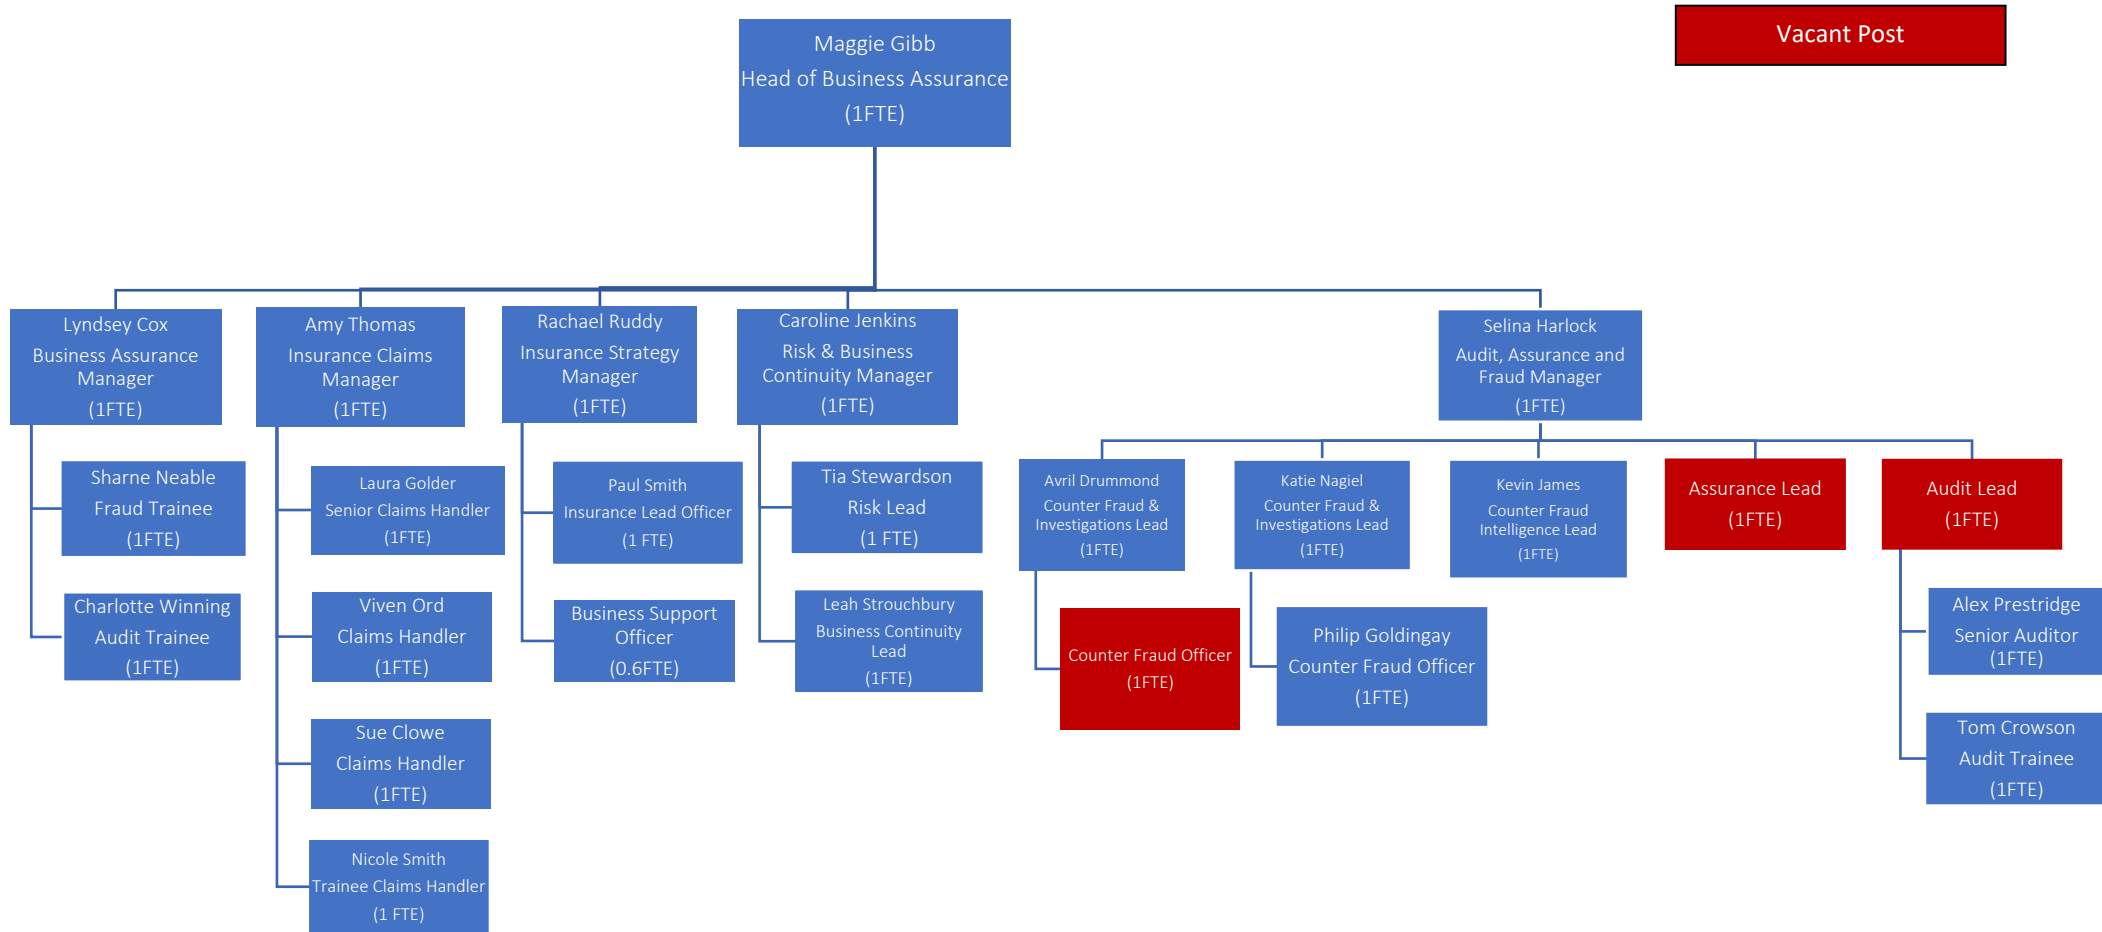 Vacant Post
Maggie Gibb
Head of Business Assurance
(1FTE)
Lyndsey Cox
Business Assurance
Manager
(1FTE)
Sharne Neable
Fraud Trainee
(1FTE)
Charlotte Winning
Audit Trainee
(1FTE)
Amy Thomas
Insurance Claims
Manager
(1FTE)
Laura Golder
Senior Claims Handler
(1FTE)
Viven Ord
Claims Handler
(1FTE)
Sue Clowe
Claims Handler
(1FTE)
Nicole Smith
Trainee Claims Handler
(1 FTE)
Rachael Ruddy
Insurance Strategy
Manager
(1FTE)
Paul Smith
Insurance Lead Officer
(1 FTE)
Business Support
Officer
(0.6FTE)
Caroline Jenkins
Risk & Business
Continuity Manager
(1FTE)
Tia Stewardson
Risk Lead
(1 FTE)
Leah Strouchbury
Business Continuity
Lead
(1FTE)
Selina Harlock
Audit, Assurance and
Fraud Manager
(1FTE)
Avril Drummond
Counter Fraud &
Investigations Lead
(1FTE)
Counter Fraud Officer
(1FTE)
Katie Nagiel
Counter Fraud &
Investigations Lead
(1FTE)
Philip Goldingay
Counter Fraud Officer
(1FTE)
Kevin James
Counter Fraud
Intelligence Lead
(1FTE)
Assurance Lead
(1FTE)
Audit Lead
(1FTE)
Alex Prestridge
Senior Auditor
(1FTE)
Tom Crowson
Audit Trainee
(1FTE)